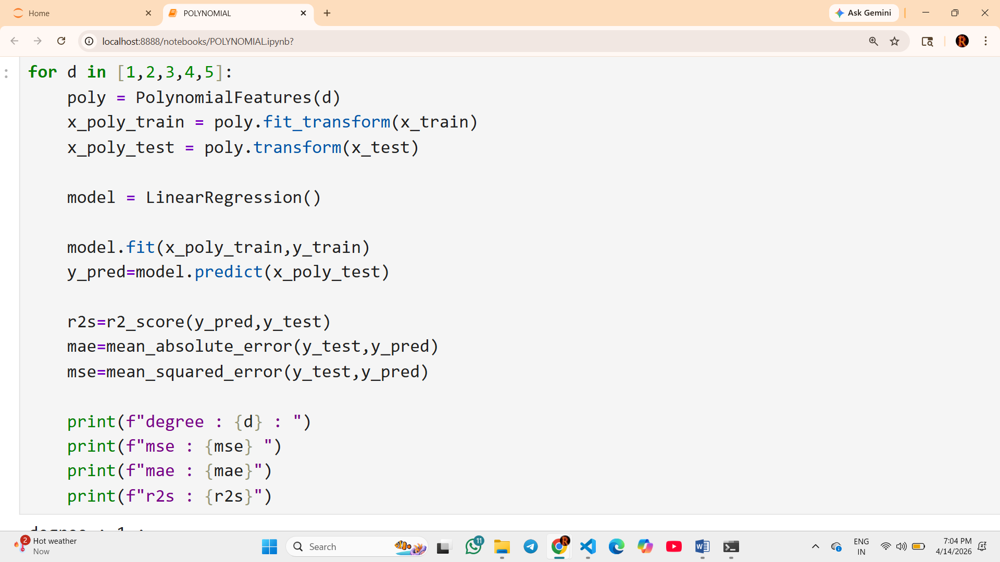 Home
POLYNOMIAL
Ask Gemini
localhost:8888/notebooks/POLYNOMIAL.ipynb?
:
for d in [1,2,3,4,5]:
    poly = PolynomialFeatures(d)
    x_poly_train = poly.fit_transform(x_train)
    x_poly_test = poly.transform(x_test)
    model = LinearRegression()
    model.fit(x_poly_train,y_train)
    y_pred=model.predict(x_poly_test)
    r2s=r2_score(y_pred,y_test)
    mae=mean_absolute_error(y_test,y_pred)
    mse=mean_squared_error(y_test,y_pred)
    print(f"degree : {d} : ")
    print(f"mse : {mse} ")
    print(f"mae : {mae}")
    print(f"r2s : {r2s}")
degree : 1 :
2
Hot weather
Now
Search
11
ENG
IN
7:04 PM
4/14/2026